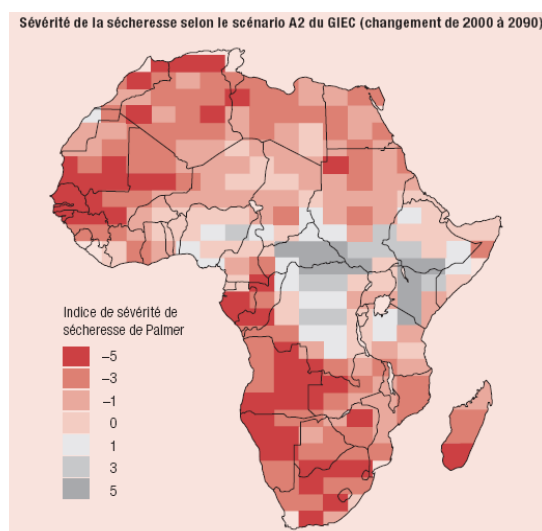 Sévérité de la sécheresse selon le scénario A2 du GIEC (changement de 2000 à 2090)
Indice de sévérité de
sécheresse de Palmer
–5
–3
–1
0
1
3
5